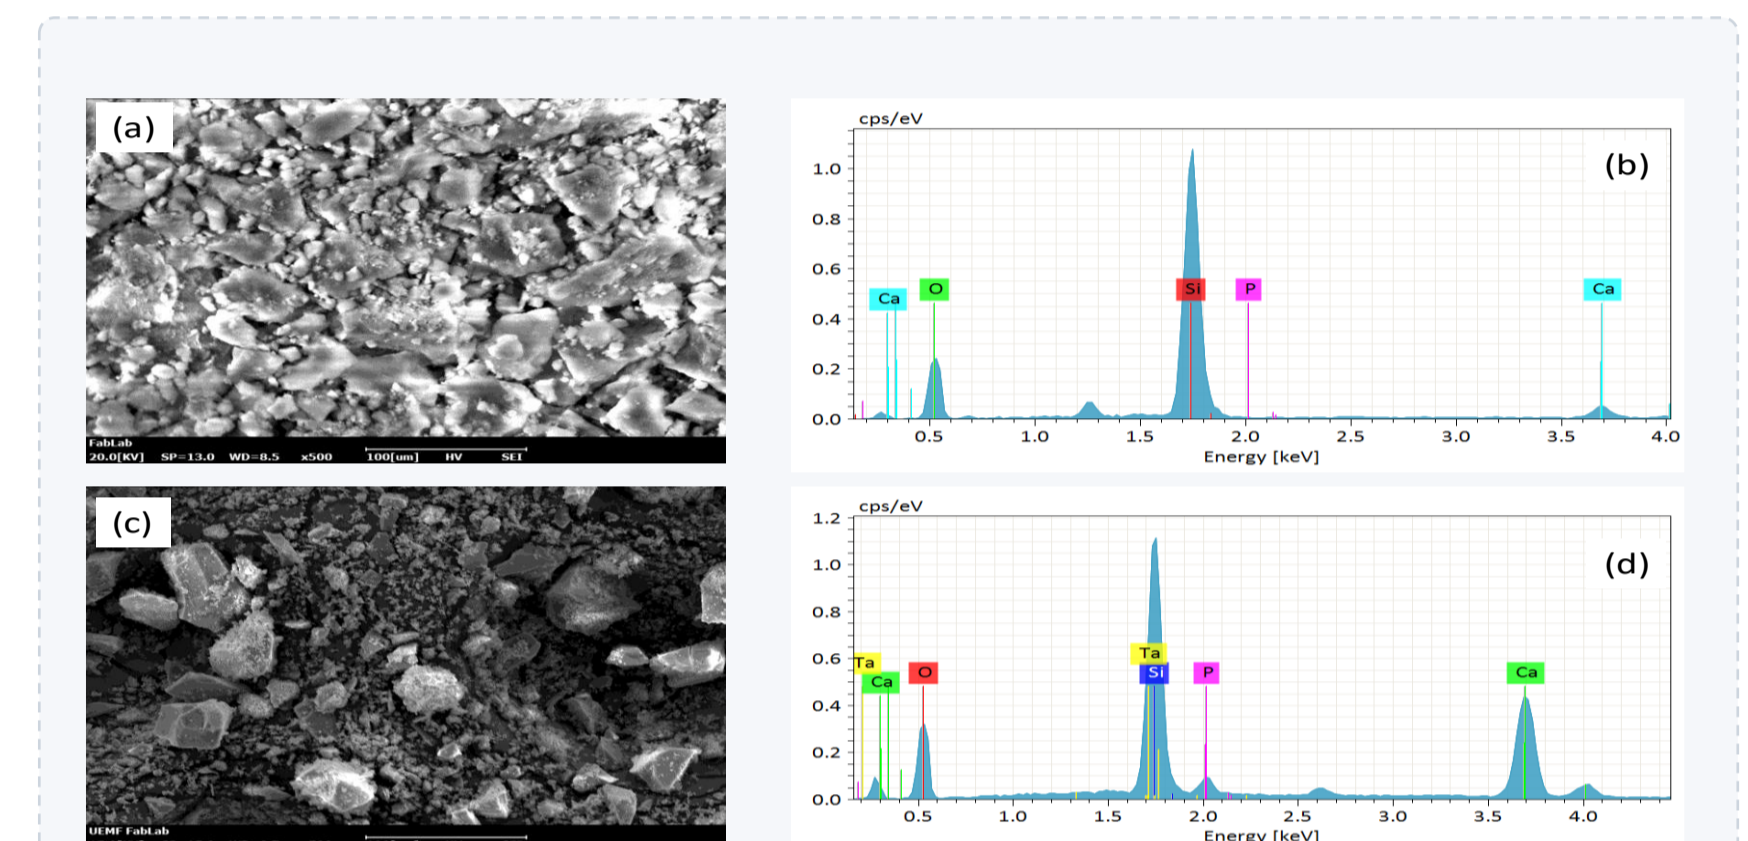 (a)
FabLab
20.0[KV] SP=13.0 WD=8.5 x500 100[um] HV SEI
cps/eV
(b)
1.0
0.8
0.6
0.4
0.2
0.0
Ca
O
Si
P
Ca
0.5 1.0 1.5 2.0 2.5 3.0 3.5 4.0
Energy [keV]
(c)
UEMF FabLab
cps/eV
(d)
1.2
1.0
0.8
0.6
0.4
0.2
0.0
Ta
Ca
O
Ta
Si
P
Ca
0.5 1.0 1.5 2.0 2.5 3.0 3.5 4.0
Energy [keV]